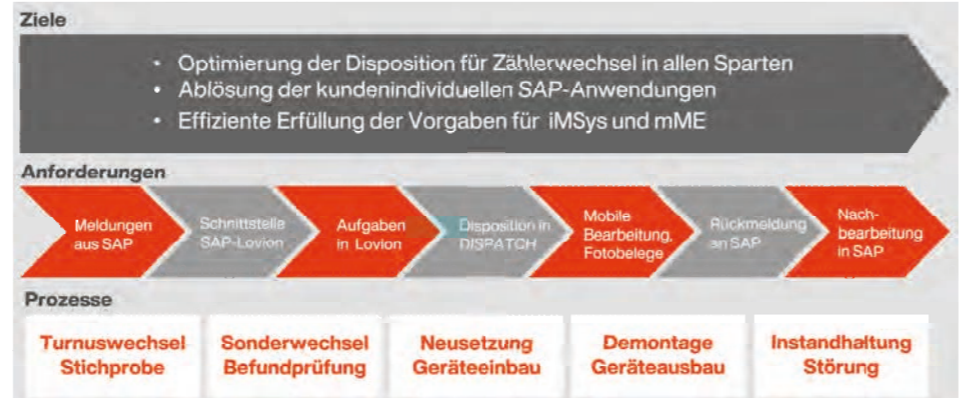 Ziele
• Optimierung der Disposition für Zählerwechsel in allen Sparten
• Ablösung der kundenindividuellen SAP-Anwendungen
• Effiziente Erfüllung der Vorgaben für iMSys und mME
Anforderungen
Meldungen
aus SAP
Schnittstelle
SAP-Lovion
Aufgaben
in Lovion
Disposition in
DISPATCH
Mobile
Bearbeitung,
Fotobelege
Rückmeldung
an SAP
Nach-
bearbeitung
in SAP
Prozesse
Turnuswechsel
Stichprobe
Sonderwechsel
Befundprüfung
Neusetzung
Geräteeinbau
Demontage
Geräteausbau
Instandhaltung
Störung